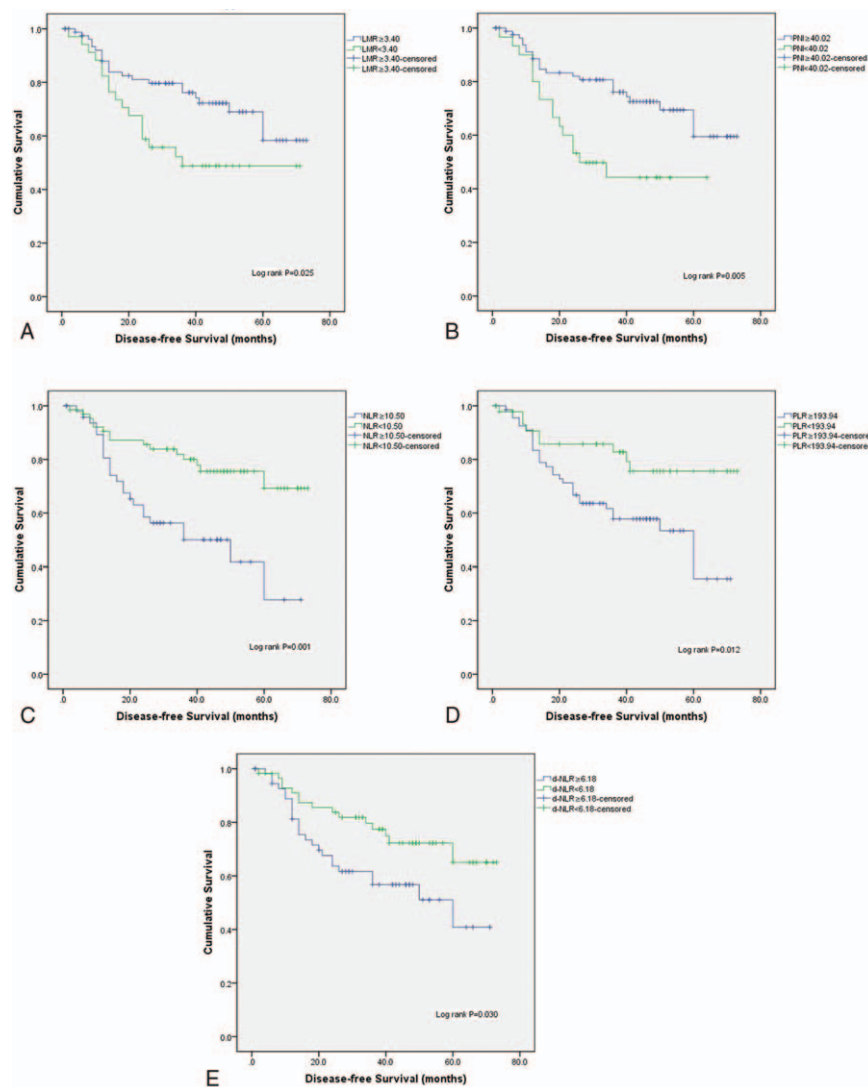 LMR≥3.40
LMR<3.40
LMR≥3.40-censored
LMR<3.40-censored
1.0
0.8
0.6
0.4
0.2
0.0
Cumulative Survival
Log rank P=0.025
.0 20.0 40.0 60.0 80.0
Disease-free Survival (months)
A
PNI≥40.02
PNI<40.02
PNI≥40.02-censored
PNI<40.02-censored
1.0
0.8
0.6
0.4
0.2
0.0
Cumulative Survival
Log rank P=0.005
.0 20.0 40.0 60.0 80.0
Disease-free Survival (months)
B
NLR≥10.50
NLR<10.50
NLR≥10.50-censored
NLR<10.50-censored
1.0
0.8
0.6
0.4
0.2
0.0
Cumulative Survival
Log rank P=0.001
.0 20.0 40.0 60.0 80.0
Disease-free Survival (months)
C
PLR≥193.94
PLR<193.94
PLR≥193.94-censore
PLR<193.94-censore
1.0
0.8
0.6
0.4
0.2
0.0
Cumulative Survival
Log rank P=0.012
.0 20.0 40.0 60.0 80.0
Disease-free Survival (months)
D
d-NLR≥6.18
d-NLR<6.18
d-NLR≥6.18-censored
d-NLR<6.18-censored
1.0
0.8
0.6
0.4
0.2
0.0
Cumulative Survival
Log rank P=0.030
.0 20.0 40.0 60.0 80.0
Disease-free Survival (months)
E